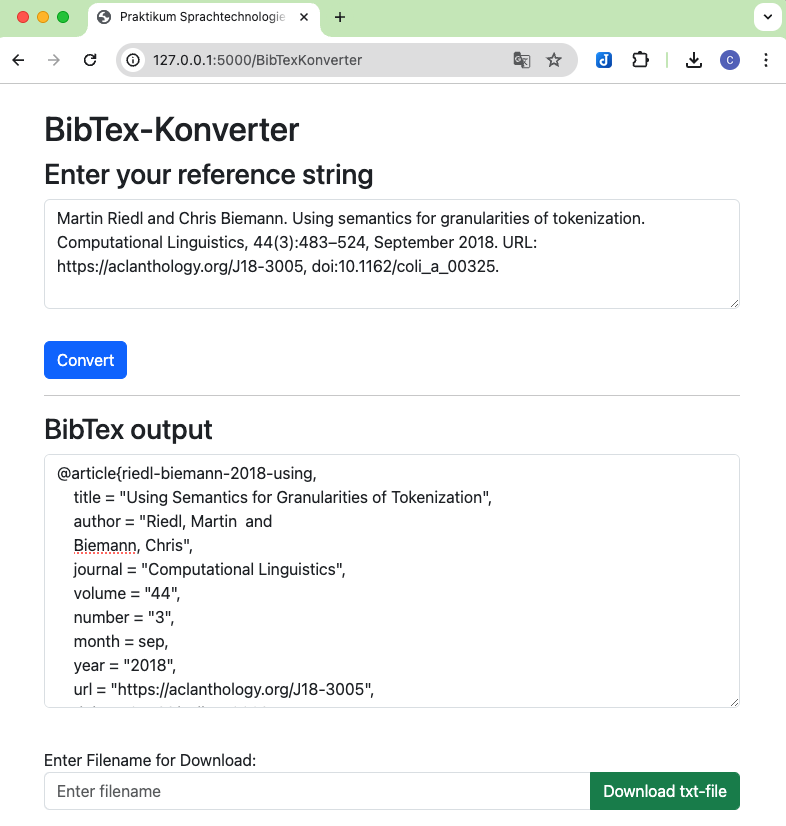 Praktikum Sprachtechnologie
127.0.0.1:5000/BibTexKonverter
C
BibTex-Konverter
Enter your reference string
Martin Riedl and Chris Biemann. Using semantics for granularities of tokenization.
Computational Linguistics, 44(3):483–524, September 2018. URL:
https://aclanthology.org/J18-3005, doi:10.1162/coli_a_00325.
Convert
BibTex output
@article{riedl-biemann-2018-using,
title = "Using Semantics for Granularities of Tokenization",
author = "Riedl, Martin  and
Biemann, Chris",
journal = "Computational Linguistics",
volume = "44",
number = "3",
month = sep,
year = "2018",
url = "https://aclanthology.org/J18-3005",
Enter Filename for Download:
Enter filename
Download txt-file